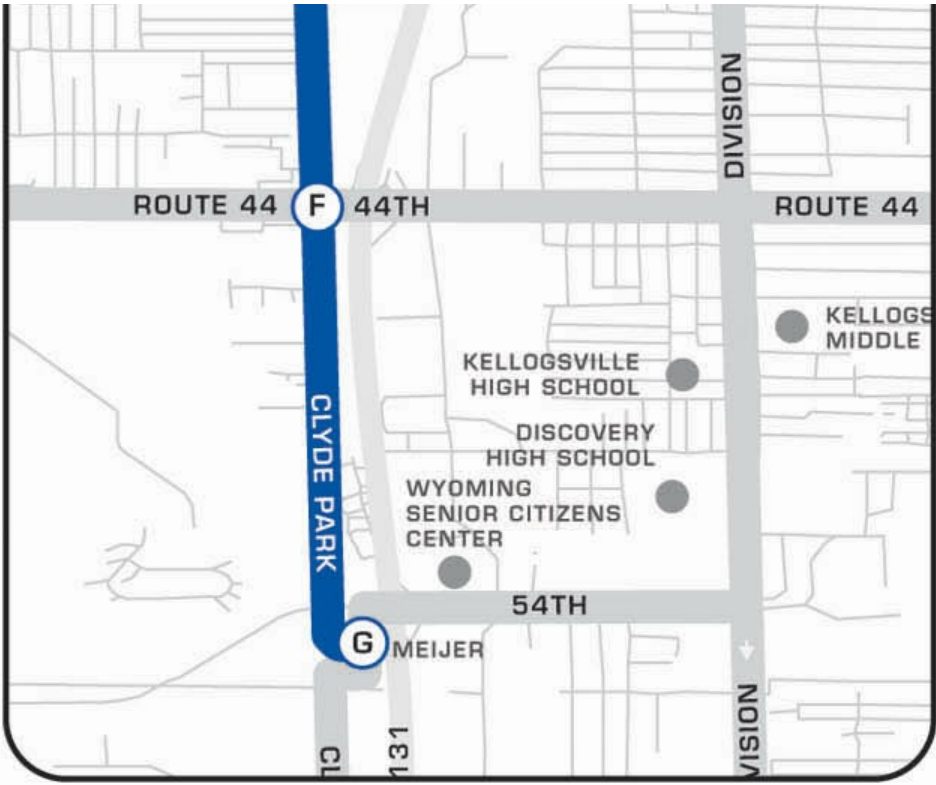 DIVISION
ROUTE 44
F
44TH
ROUTE 44
KELLOGS
MIDDLE
KELLOGSVILLE
HIGH SCHOOL
CLYDE PARK
DISCOVERY
HIGH SCHOOL
WYOMING
SENIOR CITIZENS
CENTER
54TH
G
MEIJER
VISION
CL
131